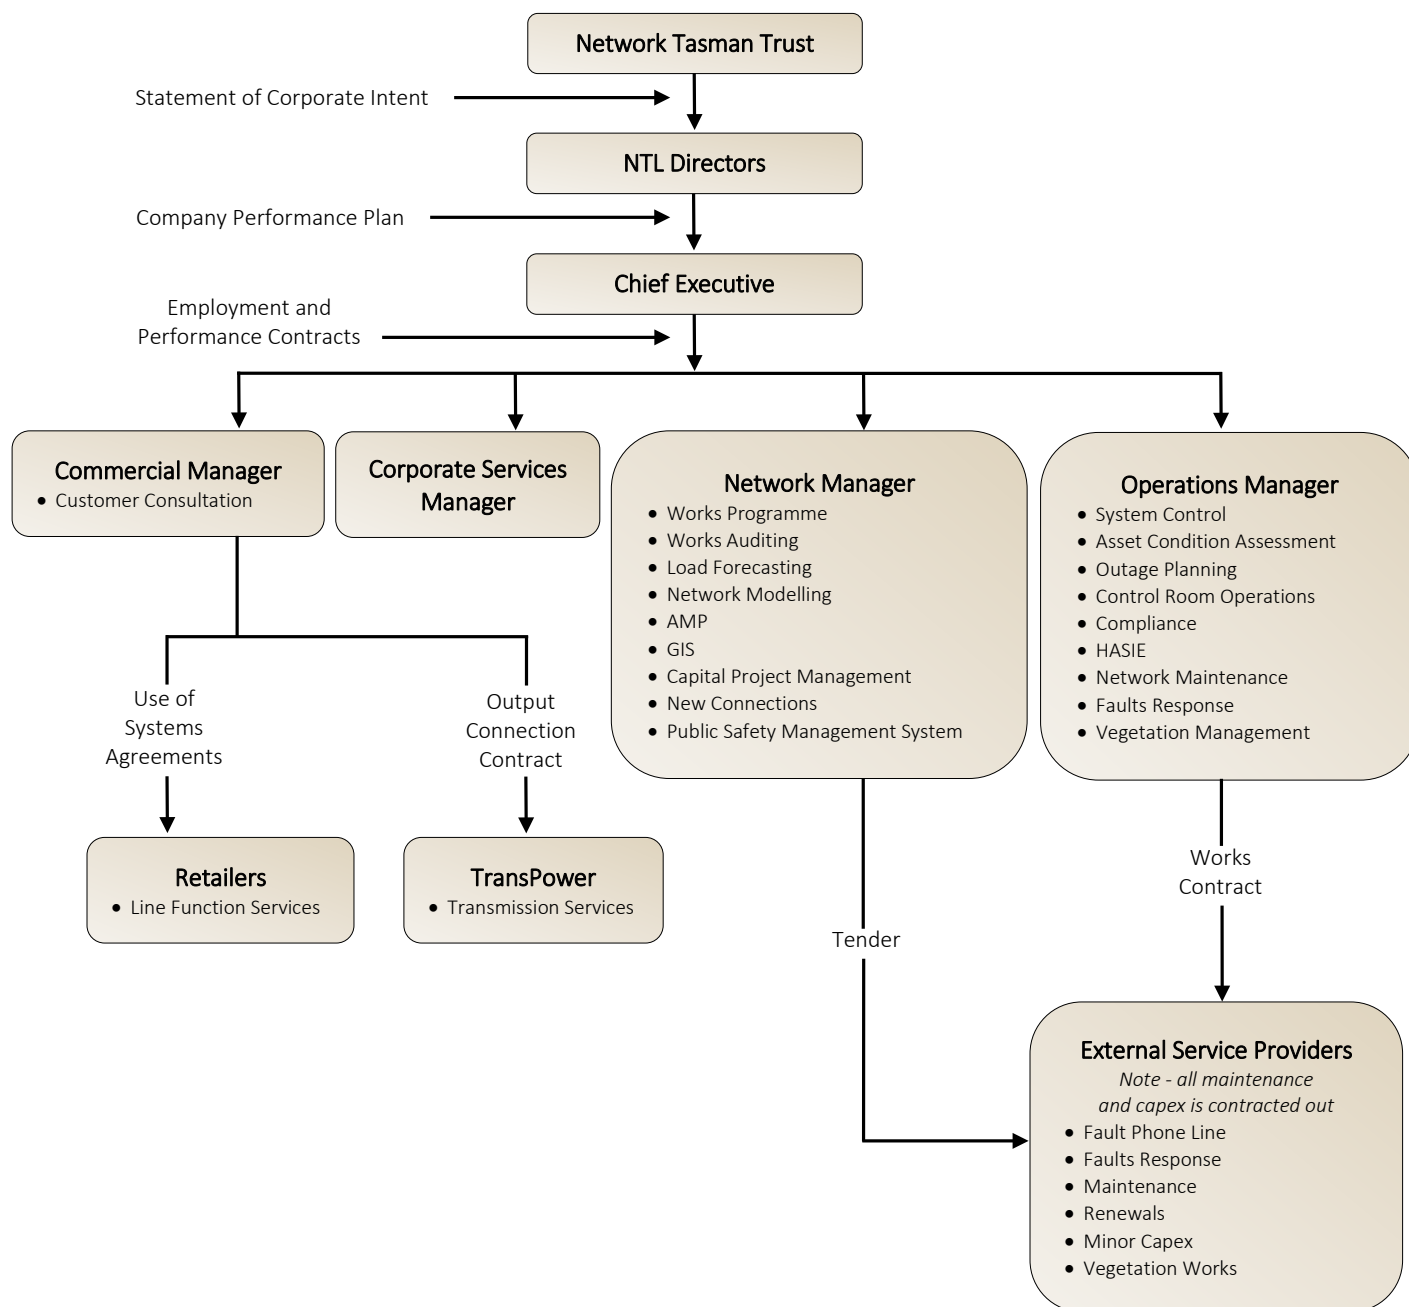 Network Tasman Trust
Statement of Corporate Intent
NTL Directors
Company Performance Plan
Chief Executive
Employment and
Performance Contracts
Commercial Manager
• Customer Consultation
Corporate Services
Manager
Network Manager
• Works Programme
• Works Auditing
• Load Forecasting
• Network Modelling
• AMP
• GIS
• Capital Project Management
• New Connections
• Public Safety Management System
Operations Manager
• System Control
• Asset Condition Assessment
• Outage Planning
• Control Room Operations
• Compliance
• HASIE
• Network Maintenance
• Faults Response
• Vegetation Management
Use of
Systems
Agreements
Output
Connection
Contract
Retailers
• Line Function Services
TransPower
• Transmission Services
Tender
Works
Contract
External Service Providers
Note - all maintenance
and capex is contracted out
• Fault Phone Line
• Faults Response
• Maintenance
• Renewals
• Minor Capex
• Vegetation Works